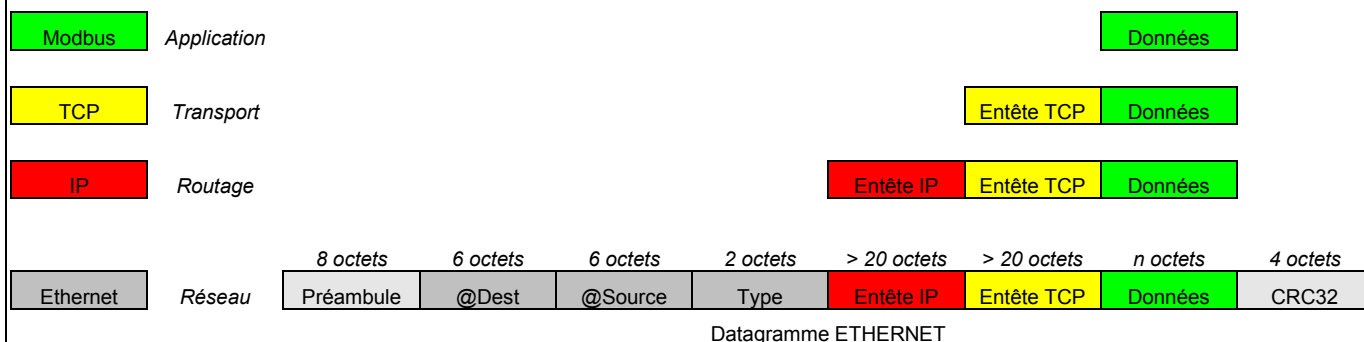 Modbus Application Données
TCP Transport Entête TCP Données
IP Routage Entête IP Entête TCP Données
8 octets 6 octets 6 octets 2 octets > 20 octets > 20 octets n octets 4 octets
Ethernet Réseau Préambule @Dest @Source Type Entête IP Entête TCP Données CRC32
Datagramme ETHERNET